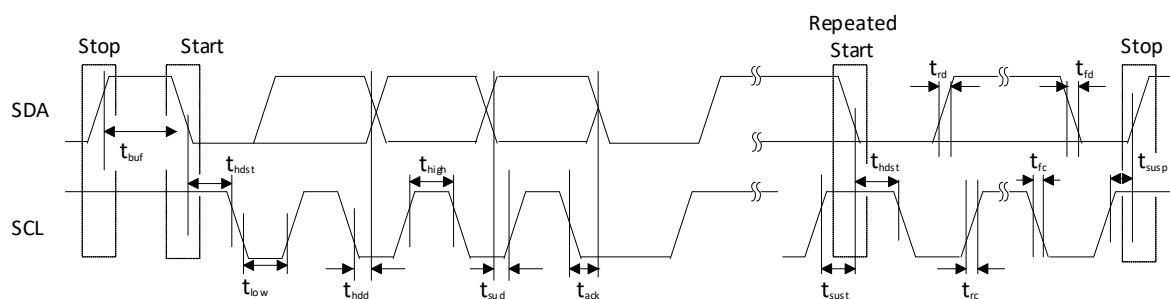 Repeated
Stop
Start
Start
Stop
t_rd
t_fd
SDA
t_buf
t_hdst
t_high
t_hdst
t_fc
t_susp
SCL
t_low
t_hdd
t_sud
t_ack
t_sust
t_rc